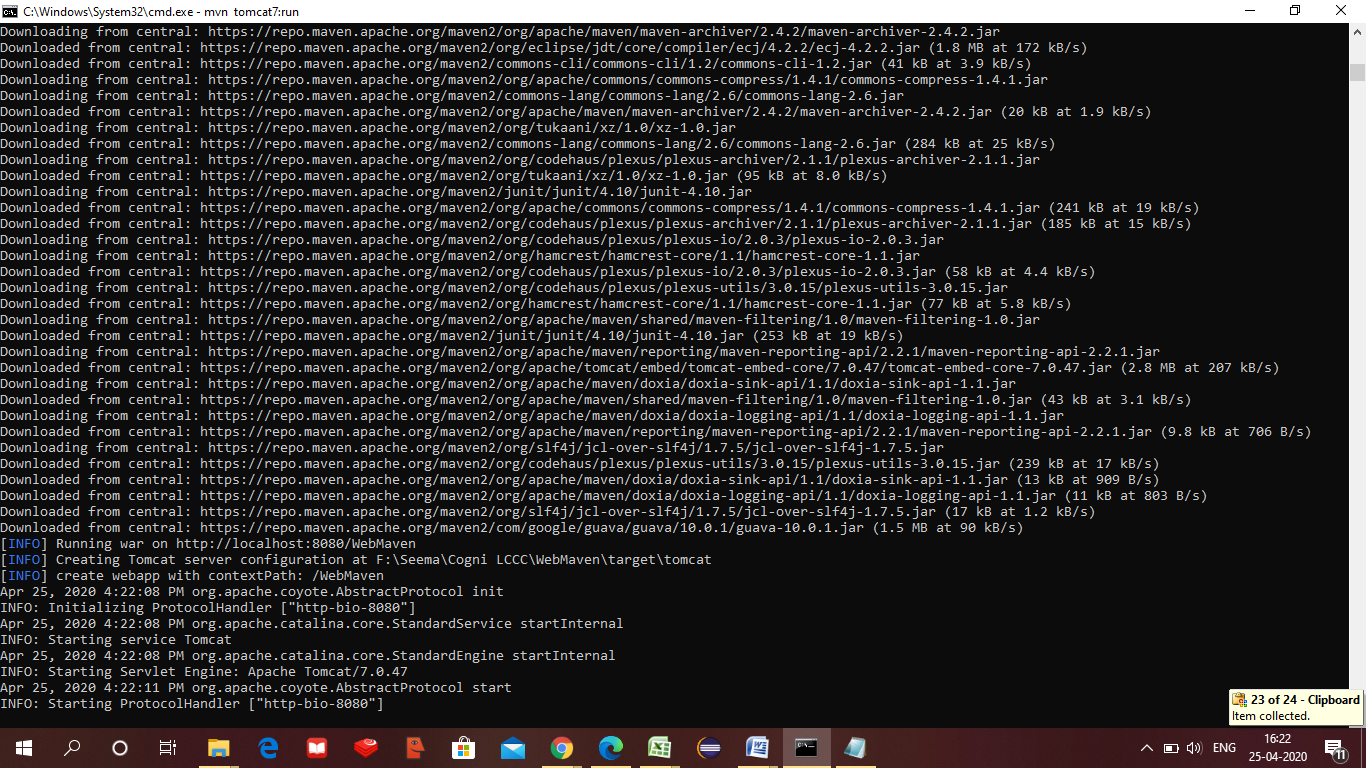 C:\Windows\System32\cmd.exe - mvn  tomcat7:run
Downloading from central: https://repo.maven.apache.org/maven2/org/apache/maven/maven-archiver/2.4.2/maven-archiver-2.4.2.jar
Downloaded from central: https://repo.maven.apache.org/maven2/org/eclipse/jdt/core/compiler/ecj/4.2.2/ecj-4.2.2.jar (1.8 MB at 172 kB/s)
Downloaded from central: https://repo.maven.apache.org/maven2/commons-cli/commons-cli/1.2/commons-cli-1.2.jar (41 kB at 3.9 kB/s)
Downloading from central: https://repo.maven.apache.org/maven2/org/apache/commons/commons-compress/1.4.1/commons-compress-1.4.1.jar
Downloading from central: https://repo.maven.apache.org/maven2/commons-lang/commons-lang/2.6/commons-lang-2.6.jar
Downloaded from central: https://repo.maven.apache.org/maven2/org/apache/maven/maven-archiver/2.4.2/maven-archiver-2.4.2.jar (20 kB at 1.9 kB/s)
Downloading from central: https://repo.maven.apache.org/maven2/org/tukaani/xz/1.0/xz-1.0.jar
Downloaded from central: https://repo.maven.apache.org/maven2/commons-lang/commons-lang/2.6/commons-lang-2.6.jar (284 kB at 25 kB/s)
Downloading from central: https://repo.maven.apache.org/maven2/org/codehaus/plexus/plexus-archiver/2.1.1/plexus-archiver-2.1.1.jar
Downloaded from central: https://repo.maven.apache.org/maven2/org/tukaani/xz/1.0/xz-1.0.jar (95 kB at 8.0 kB/s)
Downloading from central: https://repo.maven.apache.org/maven2/junit/junit/4.10/junit-4.10.jar
Downloaded from central: https://repo.maven.apache.org/maven2/org/apache/commons/commons-compress/1.4.1/commons-compress-1.4.1.jar (241 kB at 19 kB/s)
Downloaded from central: https://repo.maven.apache.org/maven2/org/codehaus/plexus/plexus-archiver/2.1.1/plexus-archiver-2.1.1.jar (185 kB at 15 kB/s)
Downloading from central: https://repo.maven.apache.org/maven2/org/codehaus/plexus/plexus-io/2.0.3/plexus-io-2.0.3.jar
Downloading from central: https://repo.maven.apache.org/maven2/org/hamcrest/hamcrest-core/1.1/hamcrest-core-1.1.jar
Downloaded from central: https://repo.maven.apache.org/maven2/org/codehaus/plexus/plexus-io/2.0.3/plexus-io-2.0.3.jar (58 kB at 4.4 kB/s)
Downloading from central: https://repo.maven.apache.org/maven2/org/codehaus/plexus/plexus-utils/3.0.15/plexus-utils-3.0.15.jar
Downloaded from central: https://repo.maven.apache.org/maven2/org/hamcrest/hamcrest-core/1.1/hamcrest-core-1.1.jar (77 kB at 5.8 kB/s)
Downloading from central: https://repo.maven.apache.org/maven2/org/apache/maven/shared/maven-filtering/1.0/maven-filtering-1.0.jar
Downloaded from central: https://repo.maven.apache.org/maven2/junit/junit/4.10/junit-4.10.jar (253 kB at 19 kB/s)
Downloading from central: https://repo.maven.apache.org/maven2/org/apache/maven/reporting/maven-reporting-api/2.2.1/maven-reporting-api-2.2.1.jar
Downloaded from central: https://repo.maven.apache.org/maven2/org/apache/tomcat/embed/tomcat-embed-core/7.0.47/tomcat-embed-core-7.0.47.jar (2.8 MB at 207 kB/s)
Downloading from central: https://repo.maven.apache.org/maven2/org/apache/maven/doxia/doxia-sink-api/1.1/doxia-sink-api-1.1.jar
Downloaded from central: https://repo.maven.apache.org/maven2/org/apache/maven/shared/maven-filtering/1.0/maven-filtering-1.0.jar (43 kB at 3.1 kB/s)
Downloading from central: https://repo.maven.apache.org/maven2/org/apache/maven/doxia/doxia-logging-api/1.1/doxia-logging-api-1.1.jar
Downloaded from central: https://repo.maven.apache.org/maven2/org/apache/maven/reporting/maven-reporting-api/2.2.1/maven-reporting-api-2.2.1.jar (9.8 kB at 706 B/s)
Downloading from central: https://repo.maven.apache.org/maven2/org/slf4j/jcl-over-slf4j/1.7.5/jcl-over-slf4j-1.7.5.jar
Downloaded from central: https://repo.maven.apache.org/maven2/org/codehaus/plexus/plexus-utils/3.0.15/plexus-utils-3.0.15.jar (239 kB at 17 kB/s)
Downloaded from central: https://repo.maven.apache.org/maven2/org/apache/maven/doxia/doxia-sink-api/1.1/doxia-sink-api-1.1.jar (13 kB at 909 B/s)
Downloaded from central: https://repo.maven.apache.org/maven2/org/apache/maven/doxia/doxia-logging-api/1.1/doxia-logging-api-1.1.jar (11 kB at 803 B/s)
Downloaded from central: https://repo.maven.apache.org/maven2/org/slf4j/jcl-over-slf4j/1.7.5/jcl-over-slf4j-1.7.5.jar (17 kB at 1.2 kB/s)
Downloaded from central: https://repo.maven.apache.org/maven2/com/google/guava/guava/10.0.1/guava-10.0.1.jar (1.5 MB at 90 kB/s)
[INFO] Running war on http://localhost:8080/WebMaven
[INFO] Creating Tomcat server configuration at F:\Seema\Cogni LCCC\WebMaven\target\tomcat
[INFO] create webapp with contextPath: /WebMaven
Apr 25, 2020 4:22:08 PM org.apache.coyote.AbstractProtocol init
INFO: Initializing ProtocolHandler ["http-bio-8080"]
Apr 25, 2020 4:22:08 PM org.apache.catalina.core.StandardService startInternal
INFO: Starting service Tomcat
Apr 25, 2020 4:22:08 PM org.apache.catalina.core.StandardEngine startInternal
INFO: Starting Servlet Engine: Apache Tomcat/7.0.47
Apr 25, 2020 4:22:11 PM org.apache.coyote.AbstractProtocol start
INFO: Starting ProtocolHandler ["http-bio-8080"]
23 of 24 - Clipboard
Item collected.
ENG
16:22
25-04-2020
11